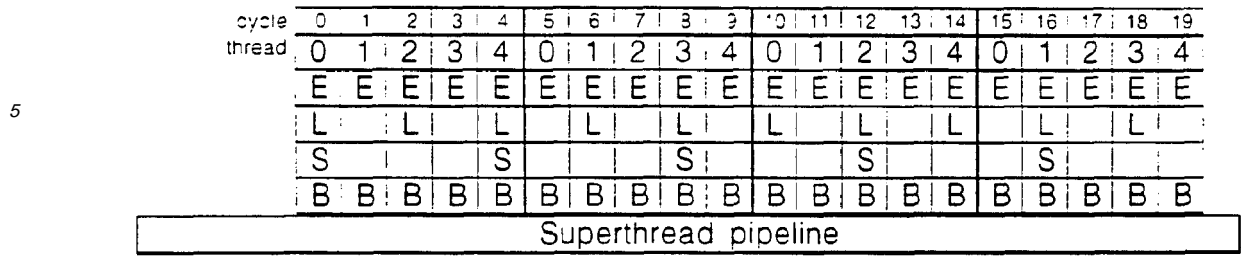 cycle 0 1 2 3 4 5 6 7 8 9 10 11 12 13 14 15 16 17 18 19
thread 0 1 2 3 4 0 1 2 3 4 0 1 2 3 4 0 1 2 3 4
E E E E E E E E E E E E E E E E E E E E
5
L L L L L L L L L L
S S S S S
B B B B B B B B B B B B B B B B B B B B
Superthread pipeline